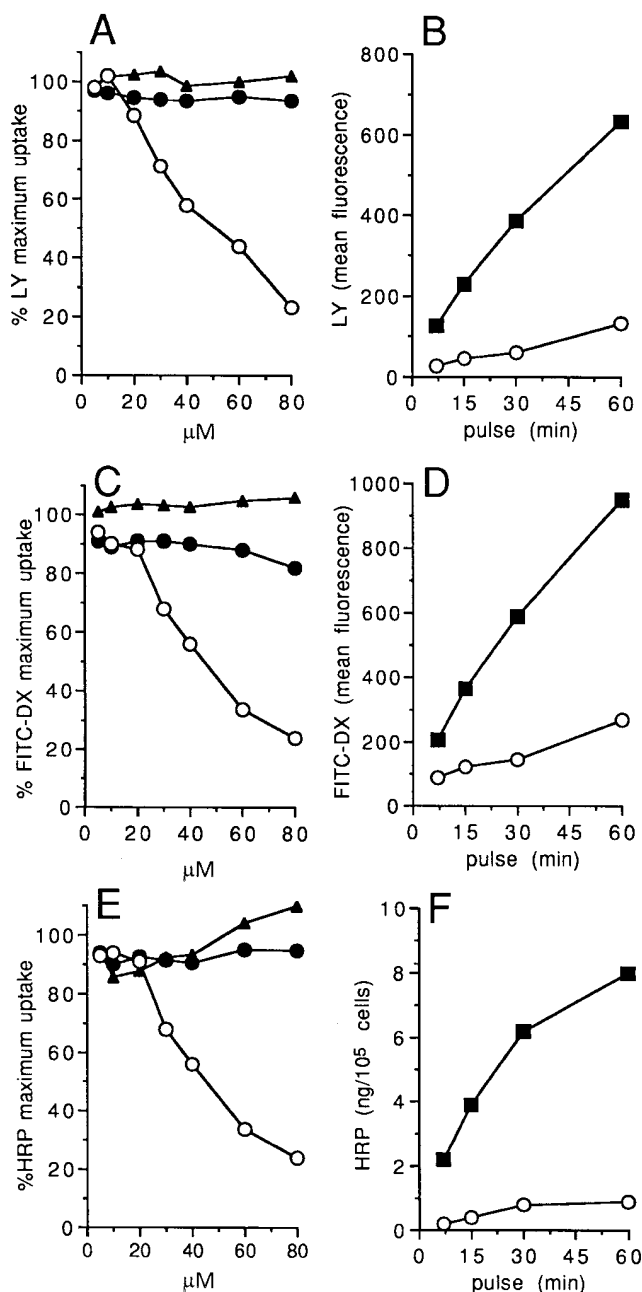 A
% LY maximum uptake
100
80
60
40
20
0
0 20 40 60 80
μM
B
LY (mean fluorescence)
800
600
400
200
0
0 15 30 45 60
pulse (min)
C
% FITC-DX maximum uptake
100
80
60
40
20
0
0 20 40 60 80
μM
D
FITC-DX (mean fluorescence)
1000
800
600
400
200
0
0 15 30 45 60
pulse (min)
E
%HRP maximum uptake
100
80
60
40
20
0
0 20 40 60 80
μM
F
HRP (ng/10⁵ cells)
10
8
6
4
2
0
0 15 30 45 60
pulse (min)